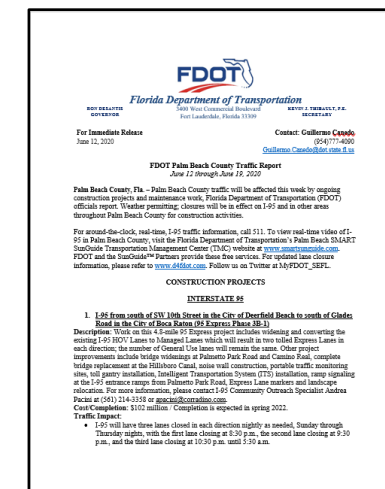 FDOT
Florida Department of Transportation
RON DESANTIS 3400 West Commercial Boulevard KEVIN J. THIBAULT, P.E.
GOVERNOR Fort Lauderdale, Florida 33309 SECRETARY
For Immediate Release Contact: Guillermo Canedo
June 12, 2020 (954)777-4090
Guillermo.Canedo@dot.state.fl.us
FDOT Palm Beach County Traffic Report
June 12 through June 19, 2020
Palm Beach County, Fla. – Palm Beach County traffic will be affected this week by ongoing
construction projects and maintenance work, Florida Department of Transportation (FDOT)
officials report. Weather permitting; closures will be in effect on I-95 and in other areas
throughout Palm Beach County for construction activities.
For around-the-clock, real-time, I-95 traffic information, call 511. To view real-time video of I-
95 in Palm Beach County, visit the Florida Department of Transportation's Palm Beach SMART
SunGuide Transportation Management Center (TMC) website at www.smartsunguide.com.
FDOT and the SunGuide™ Partners provide these free services. For updated lane closure
information, please refer to www.d4fdot.com. Follow us on Twitter at MyFDOT_SEFL.
CONSTRUCTION PROJECTS
INTERSTATE 95
1. I-95 from south of SW 10th Street in the City of Deerfield Beach to south of Glades
Road in the City of Boca Raton (95 Express Phase 3B-1)
Description: Work on this 4.8-mile 95 Express project includes widening and converting the
existing I-95 HOV Lanes to Managed Lanes which will result in two tolled Express Lanes in
each direction; the number of General Use lanes will remain the same. Other project
improvements include bridge widenings at Palmetto Park Road and Camino Real, complete
bridge replacement at the Hillsboro Canal, noise wall construction, portable traffic monitoring
sites, toll gantry installation, Intelligent Transportation System (ITS) installation, ramp signaling
at the I-95 entrance ramps from Palmetto Park Road, Express Lane markers and landscape
relocation. For more information, please contact I-95 Community Outreach Specialist Andrea
Pacini at (561) 214-3358 or apacini@corradino.com.
Cost/Completion: $102 million / Completion is expected in spring 2022.
Traffic Impact:
• I-95 will have three lanes closed in each direction nightly as needed, Sunday through
Thursday nights, with the first lane closing at 8:30 p.m., the second lane closing at 9:30
p.m., and the third lane closing at 10:30 p.m. until 5:30 a.m.